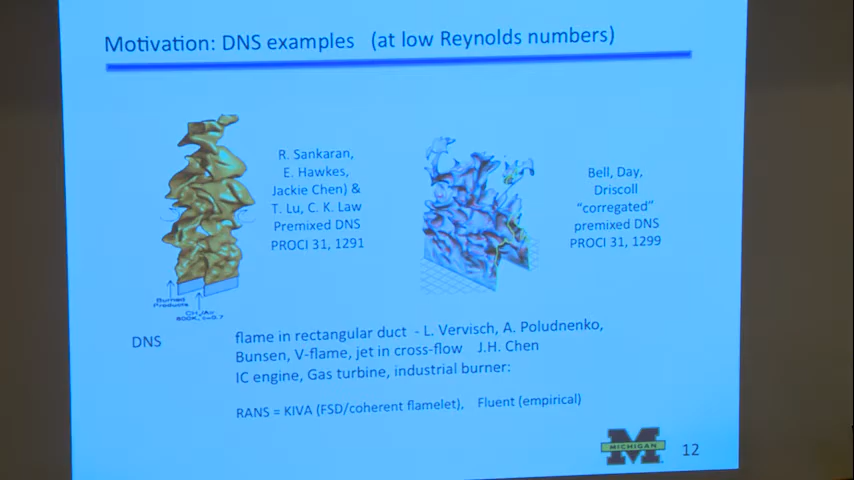 Motivation: DNS examples (at low Reynolds numbers)
R. Sankaran,
E. Hawkes,
Jackie Chen) &
T. Lu, C. K. Law
Premixed DNS
PROCI 31, 1291
Bell, Day,
Driscoll
“corregated”
premixed DNS
PROCI 31, 1299
Burned
Products
CH₄/Air
800K,
DNS
flame in rectangular duct - L. Vervisch, A. Poludnenko,
Bunsen, V-flame, jet in cross-flow J.H. Chen
IC engine, Gas turbine, industrial burner:
RANS = KIVA (FSD/coherent flamelet), Fluent (empirical)
MICHIGAN
12